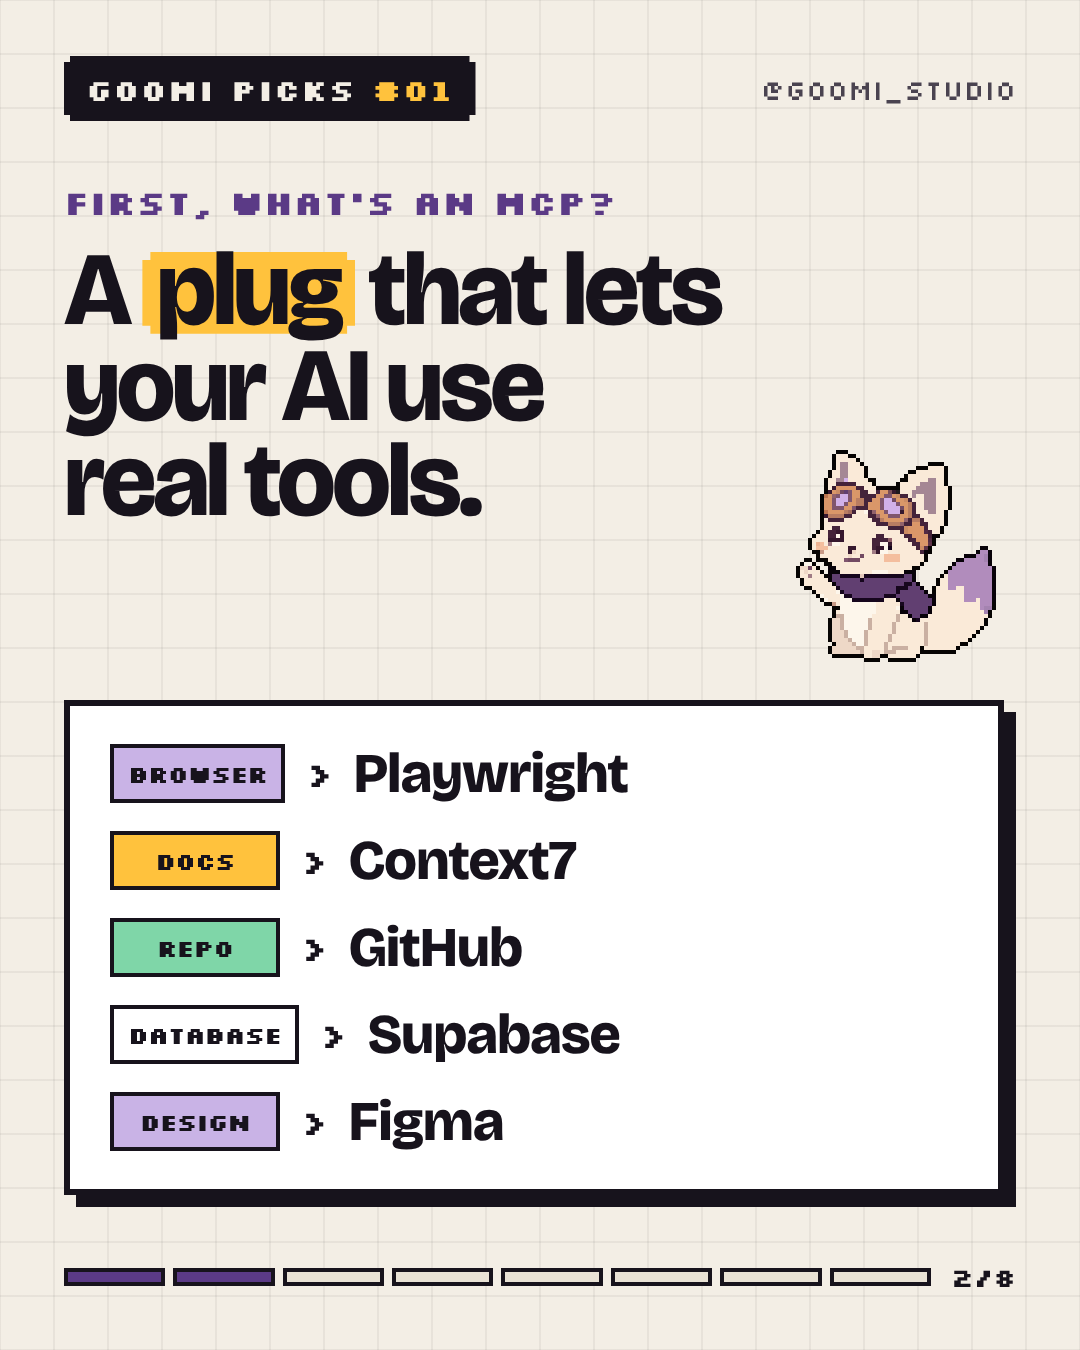 GOOMI PICKS #01
@GOOMI_STUDIO
FIRST, WHAT'S AN MCP?
A plug that lets
your AI use
real tools.
BROWSER > Playwright
DOCS > Context7
REPO > GitHub
DATABASE > Supabase
DESIGN > Figma
2/8